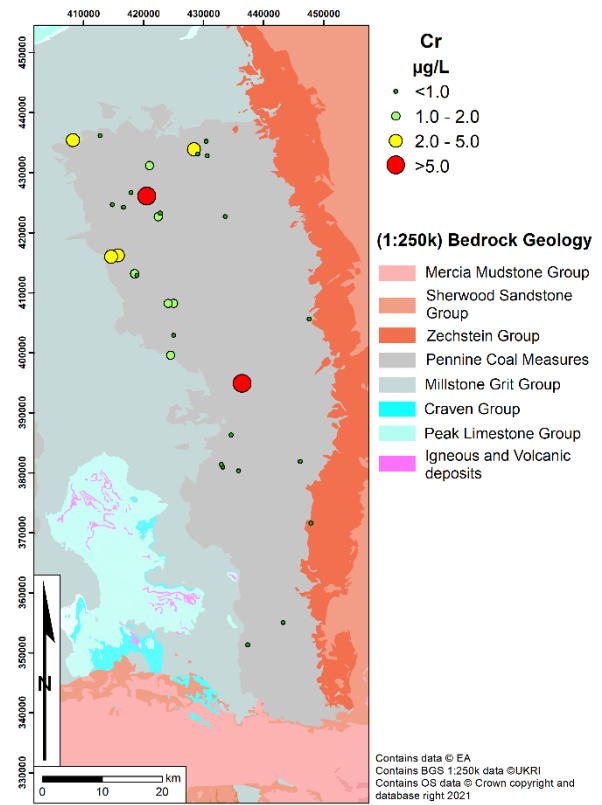 410000 420000 430000 440000 450000
450000
440000
430000
420000
410000
400000
390000
380000
370000
360000
350000
340000
330000
N
0 10 20 km
Cr
µg/L
<1.0
1.0 - 2.0
2.0 - 5.0
>5.0
(1:250k) Bedrock Geology
Mercia Mudstone Group
Sherwood Sandstone
Group
Zechstein Group
Pennine Coal Measures
Millstone Grit Group
Craven Group
Peak Limestone Group
Igneous and Volcanic
deposits
Contains data © EA
Contains BGS 1:250k data ©UKRI
Contains OS data © Crown copyright and
database right 2021